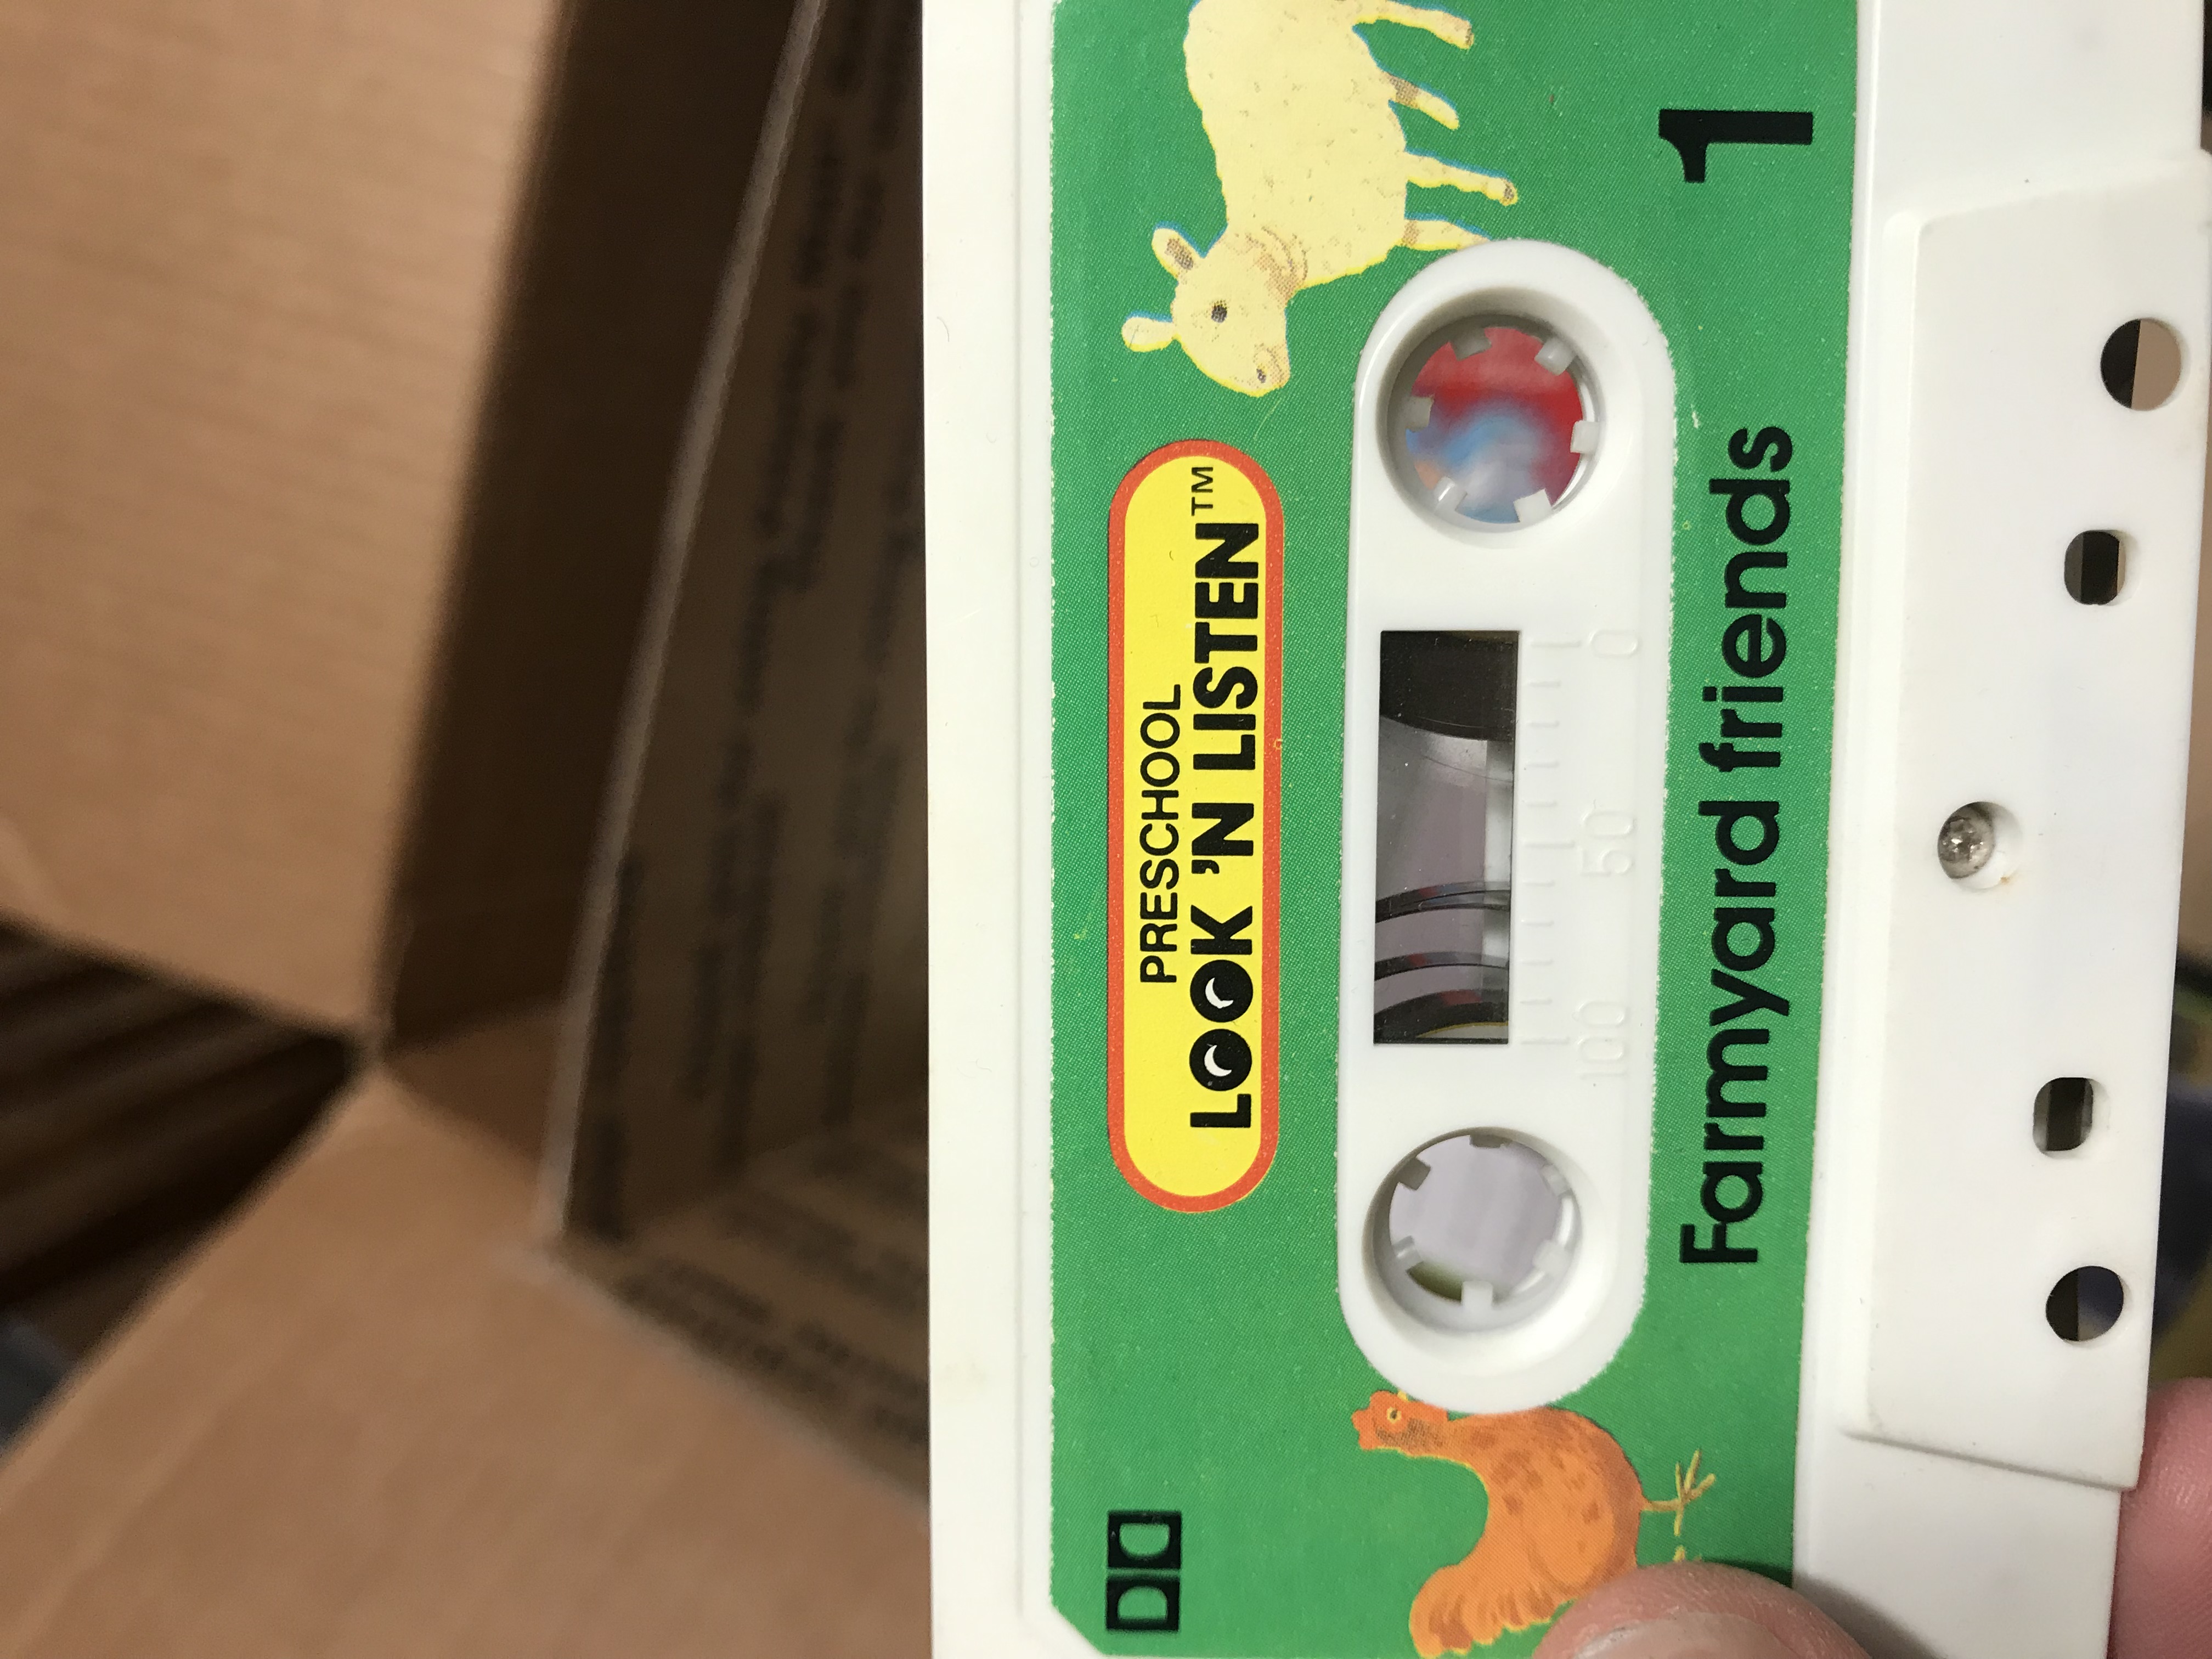 PRESCHOOL
LOOK 'N LISTEN™
1
100 50 0
Farmyard friends